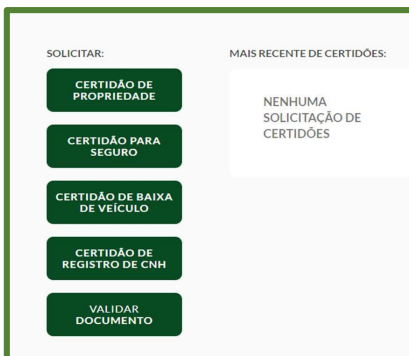 SOLICITAR:
CERTIDÃO DE
PROPRIEDADE
CERTIDÃO PARA
SEGURO
CERTIDÃO DE BAIXA
DE VEÍCULO
CERTIDÃO DE
REGISTRO DE CNH
VALIDAR
DOCUMENTO
MAIS RECENTE DE CERTIDÕES:
NENHUMA
SOLICITAÇÃO DE
CERTIDÕES